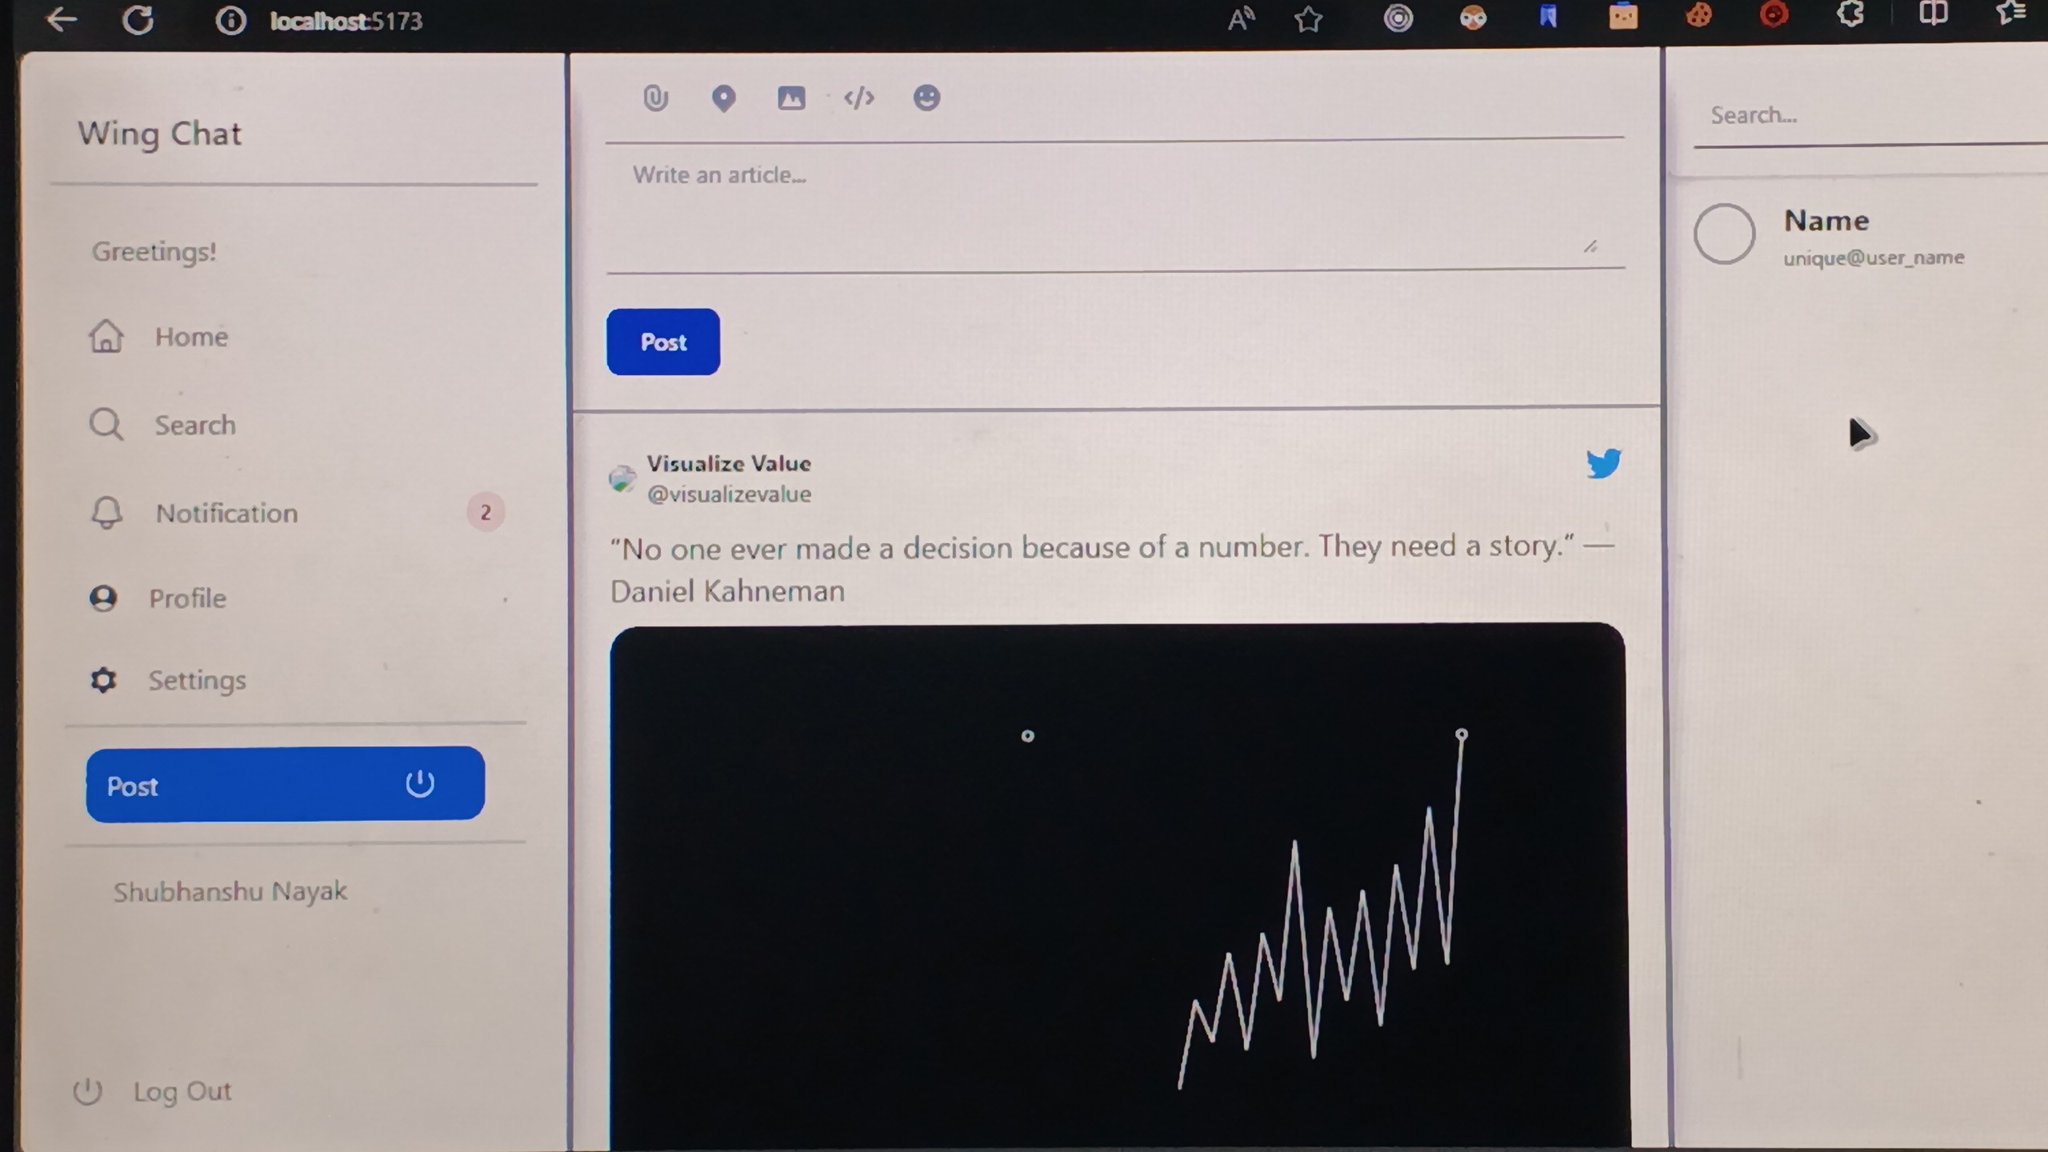 localhost:5173
Wing Chat
Greetings!
Home
Search
Notification 2
Profile
Settings
Post
Shubhanshu Nayak
Log Out
Write an article...
Post
Visualize Value
@visualizevalue
"No one ever made a decision because of a number. They need a story." —
Daniel Kahneman
Search...
Name
unique@user_name